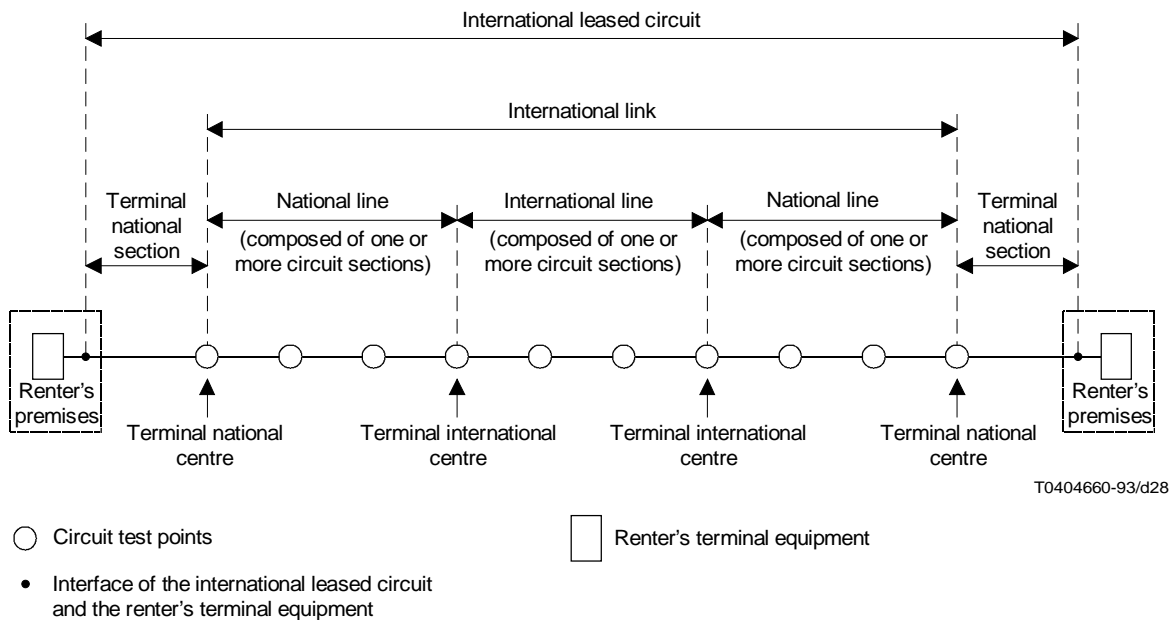 International leased circuit
International link
Terminal
national
section
National line
(composed of one or
more circuit sections)
International line
(composed of one or
more circuit sections)
National line
(composed of one or
more circuit sections)
Terminal
national
section
Renter's
premises
Renter's
premises
Terminal national
centre
Terminal international
centre
Terminal international
centre
Terminal national
centre
T0404660-93/d28
Circuit test points
Renter's terminal equipment
Interface of the international leased circuit
and the renter's terminal equipment